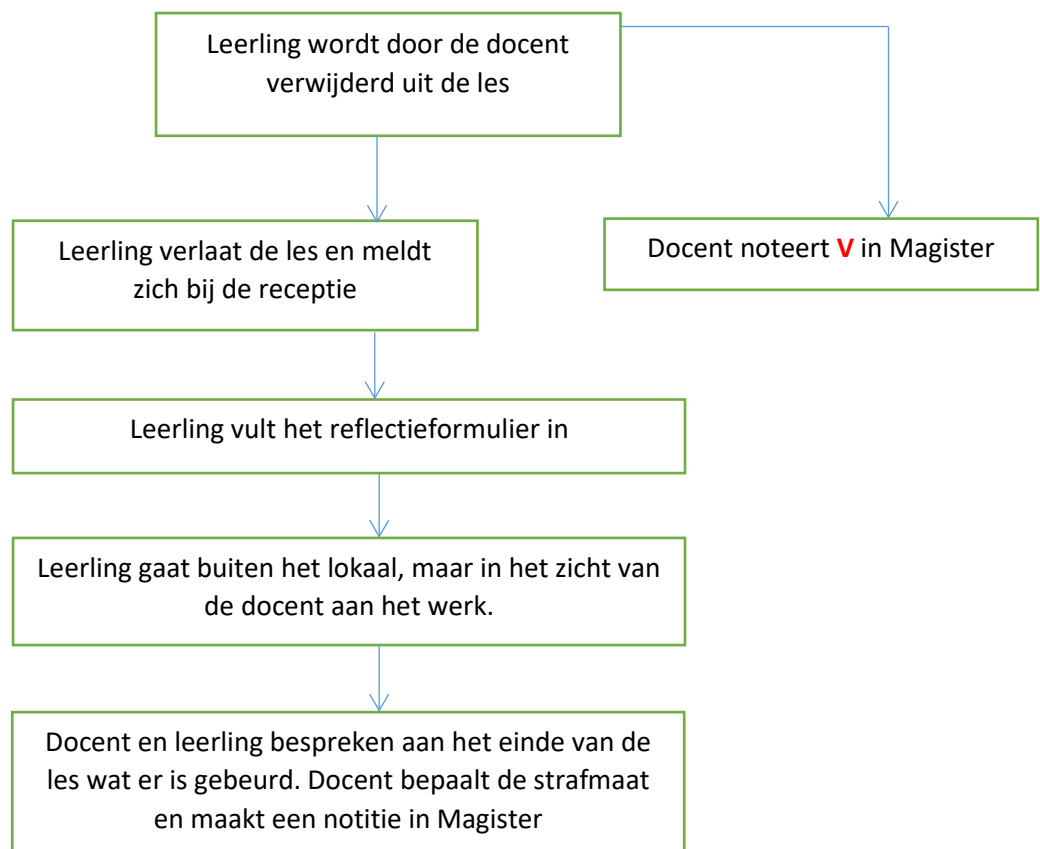 Leerling wordt door de docent
verwijderd uit de les
Leerling verlaat de les en meldt
zich bij de receptie
Docent noteert V in Magister
Leerling vult het reflectieformulier in
Leerling gaat buiten het lokaal, maar in het zicht van
de docent aan het werk.
Docent en leerling bespreken aan het einde van de
les wat er is gebeurd. Docent bepaalt de strafmaat
en maakt een notitie in Magister